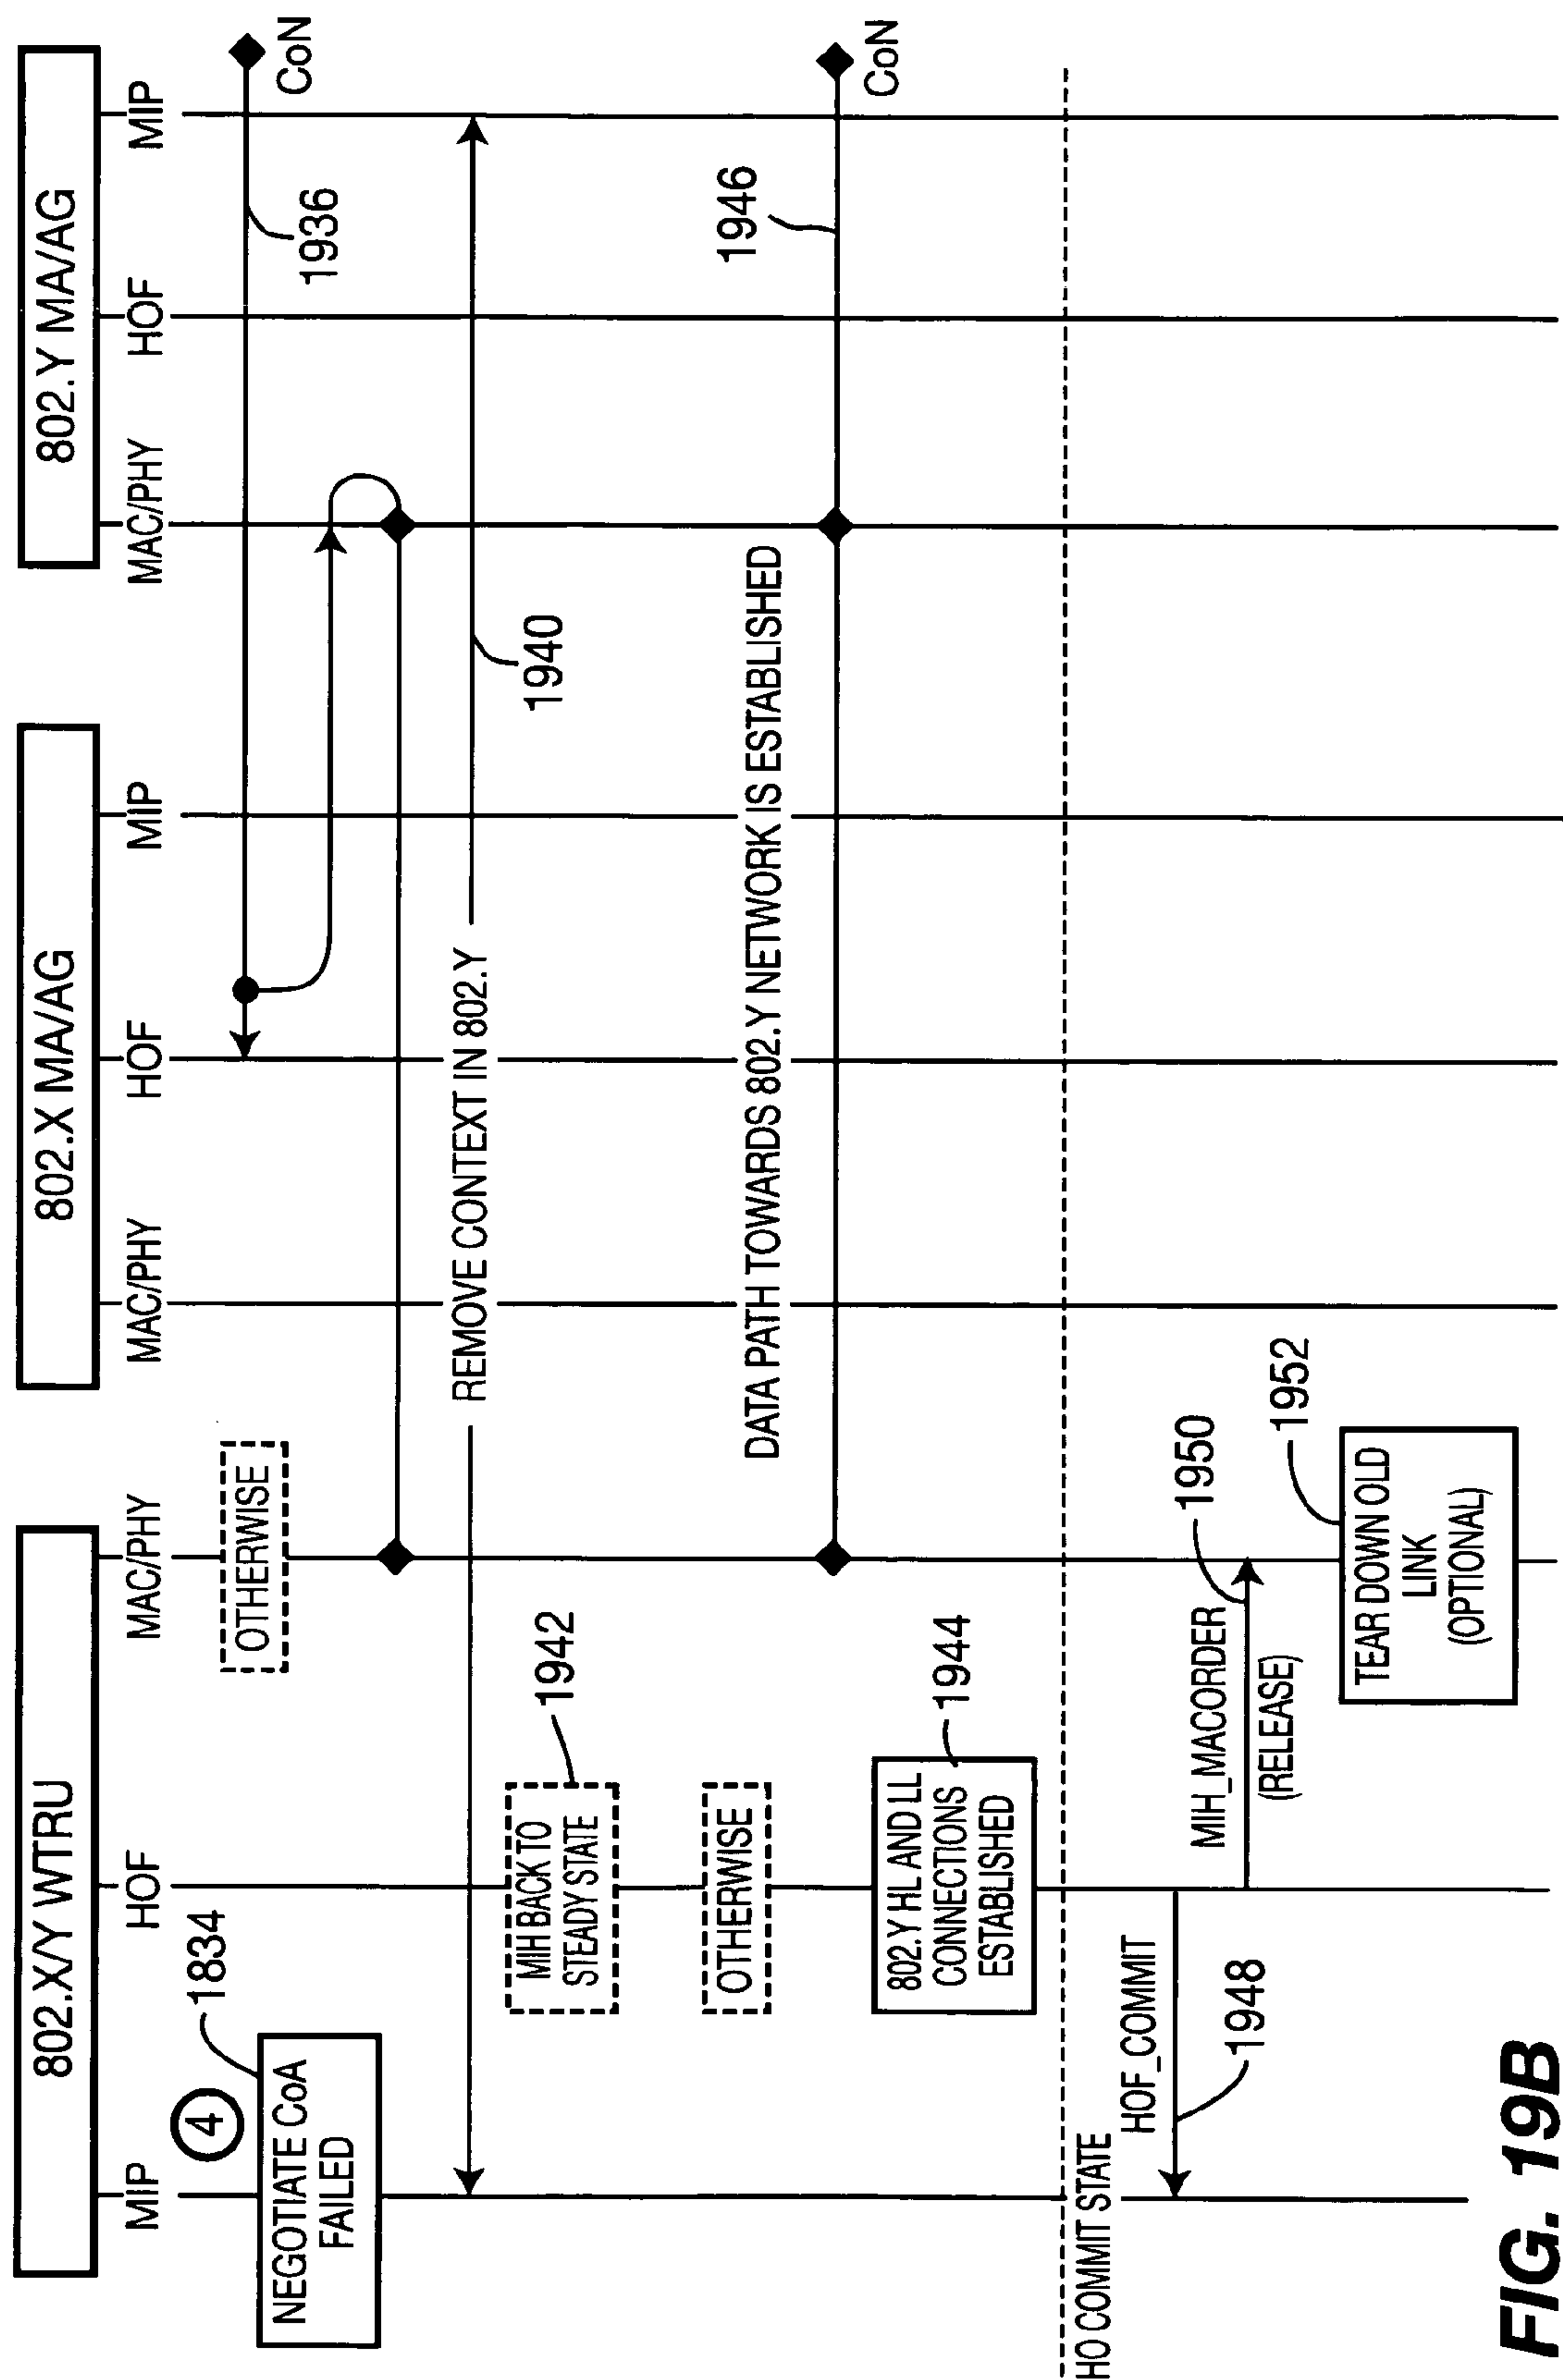 802.X/Y WTRU
802.X MA/AG
802.Y MA/AG
MIP
HOF
MAC/PHY
MAC/PHY
HOF
MIP
MAC/PHY
HOF
MIP
4
1834
NEGOTIATE CoA
FAILED
OTHERWISE
1936
CoN
REMOVE CONTEXT IN 802.Y
1940
MIH BACK TO
STEADY STATE
1942
OTHERWISE
DATA PATH TOWARDS 802.Y NETWORK IS ESTABLISHED
1946
CoN
802.Y HL AND LL
CONNECTIONS
ESTABLISHED
1944
HO COMMIT STATE
HOF_COMMIT
1948
MIH_MACORDER
(RELEASE)
1950
1952
TEAR DOWN OLD
LINK
(OPTIONAL)
FIG. 19B